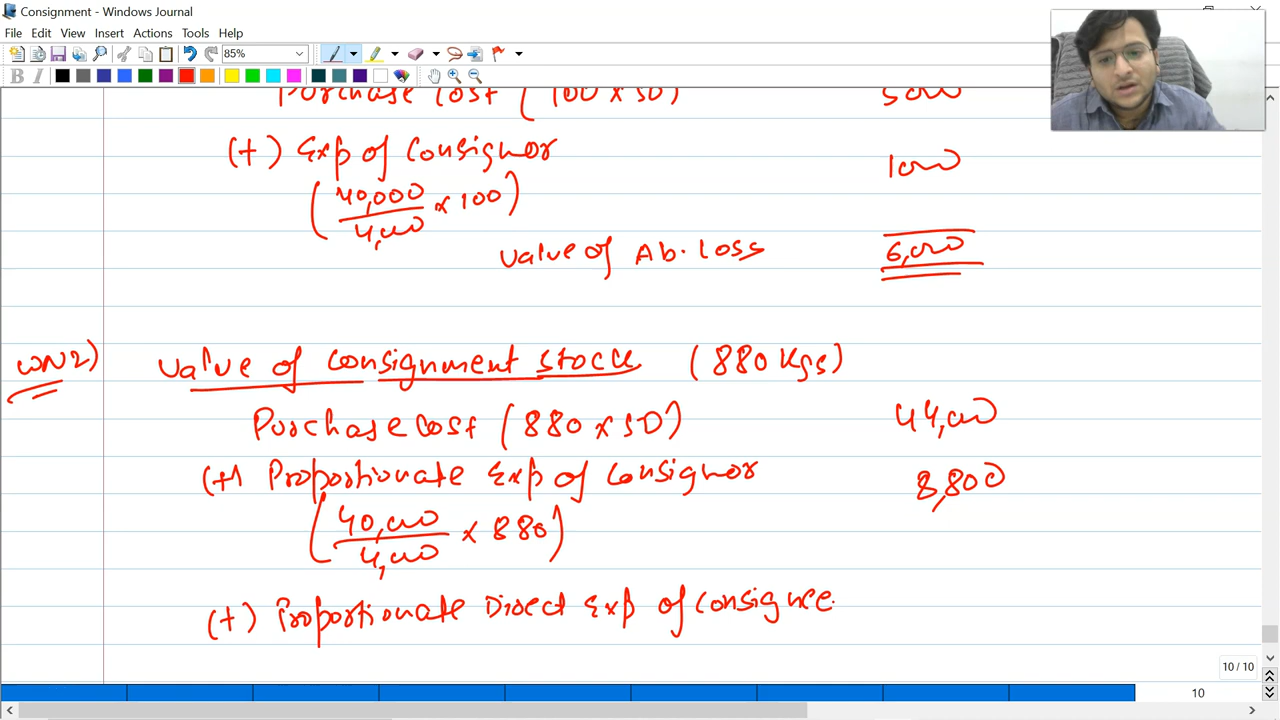 Consignment - Windows Journal
File Edit View Insert Actions Tools Help
85%
B I
Purchase Cost (100 x 50) 5000
(+) Exp of Consignor 1000
(40,000 / 4,000 x 100)
Value of Ab. Loss 6,000
WN2) Value of Consignment Stock (880 Kgs)
Purchase Cost (880 x 50) 44,000
(+) Proportionate Exp of Consignor 8,800
(40,000 / 4,000 x 880)
(+) Proportionate Direct Exp of Consignee
10 / 10
10